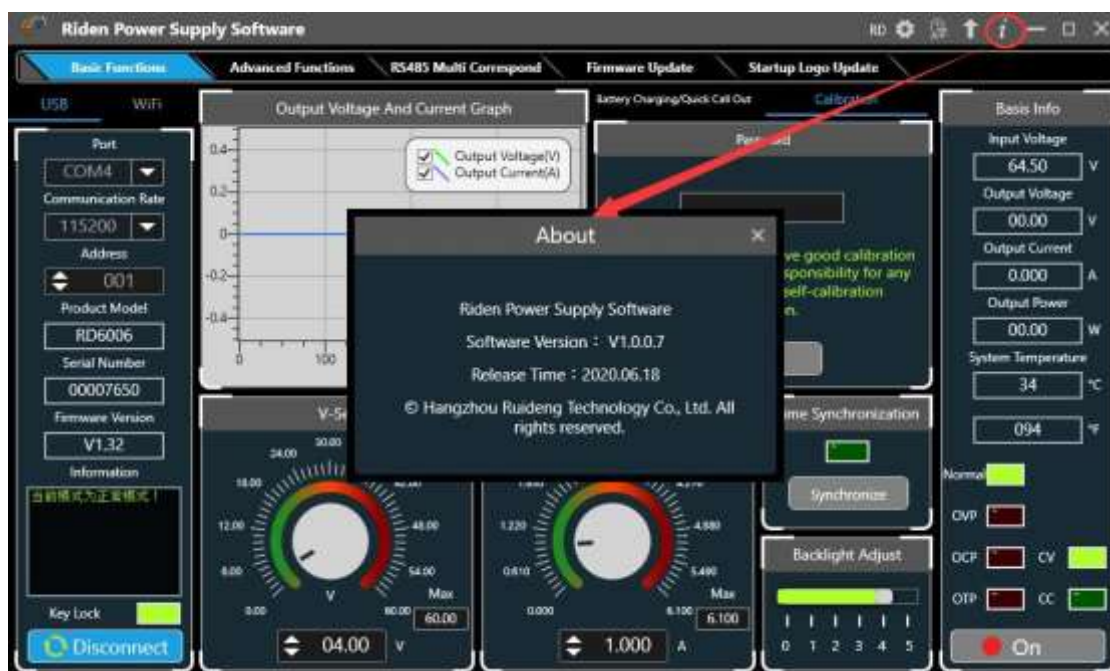 Riden Power Supply Software
RD
i
Basic Functions
Advanced Functions
RS485 Multi Correspond
Firmware Update
Startup Logo Update
USB
WiFi
Port
COM4
Communication Rate
115200
Address
001
Product Model
RD6006
Serial Number
00007650
Firmware Version
V1.32
Information
当前模式为正常模式！
Key Lock
Disconnect
Output Voltage And Current Graph
Output Voltage(V)
Output Current(A)
0.4
0.2
0
-0.2
-0.4
0
100
Battery Charging/Quick Call Out
Calibration
ve good calibration
sponsibility for any
self-calibration
n.
About
Riden Power Supply Software
Software Version： V1.0.0.7
Release Time：2020.06.18
© Hangzhou Ruideng Technology Co., Ltd. All
rights reserved.
V-Se
0.00
6.00
12.00
18.00
24.00
30.00
48.00
54.00
60.00
V
Max
60.00
04.00 V
0.000
0.610
1.220
4.270
4.880
5.490
6.100
A
Max
6.100
1.000 A
me Synchronization
Synchronize
Backlight Adjust
0 1 2 3 4 5
Basis Info
Input Voltage
64.50 V
Output Voltage
00.00 V
Output Current
0.000 A
Output Power
00.00 W
System Temperature
34 ℃
094 ℉
Normal
OVP
OCP CV
OTP CC
On